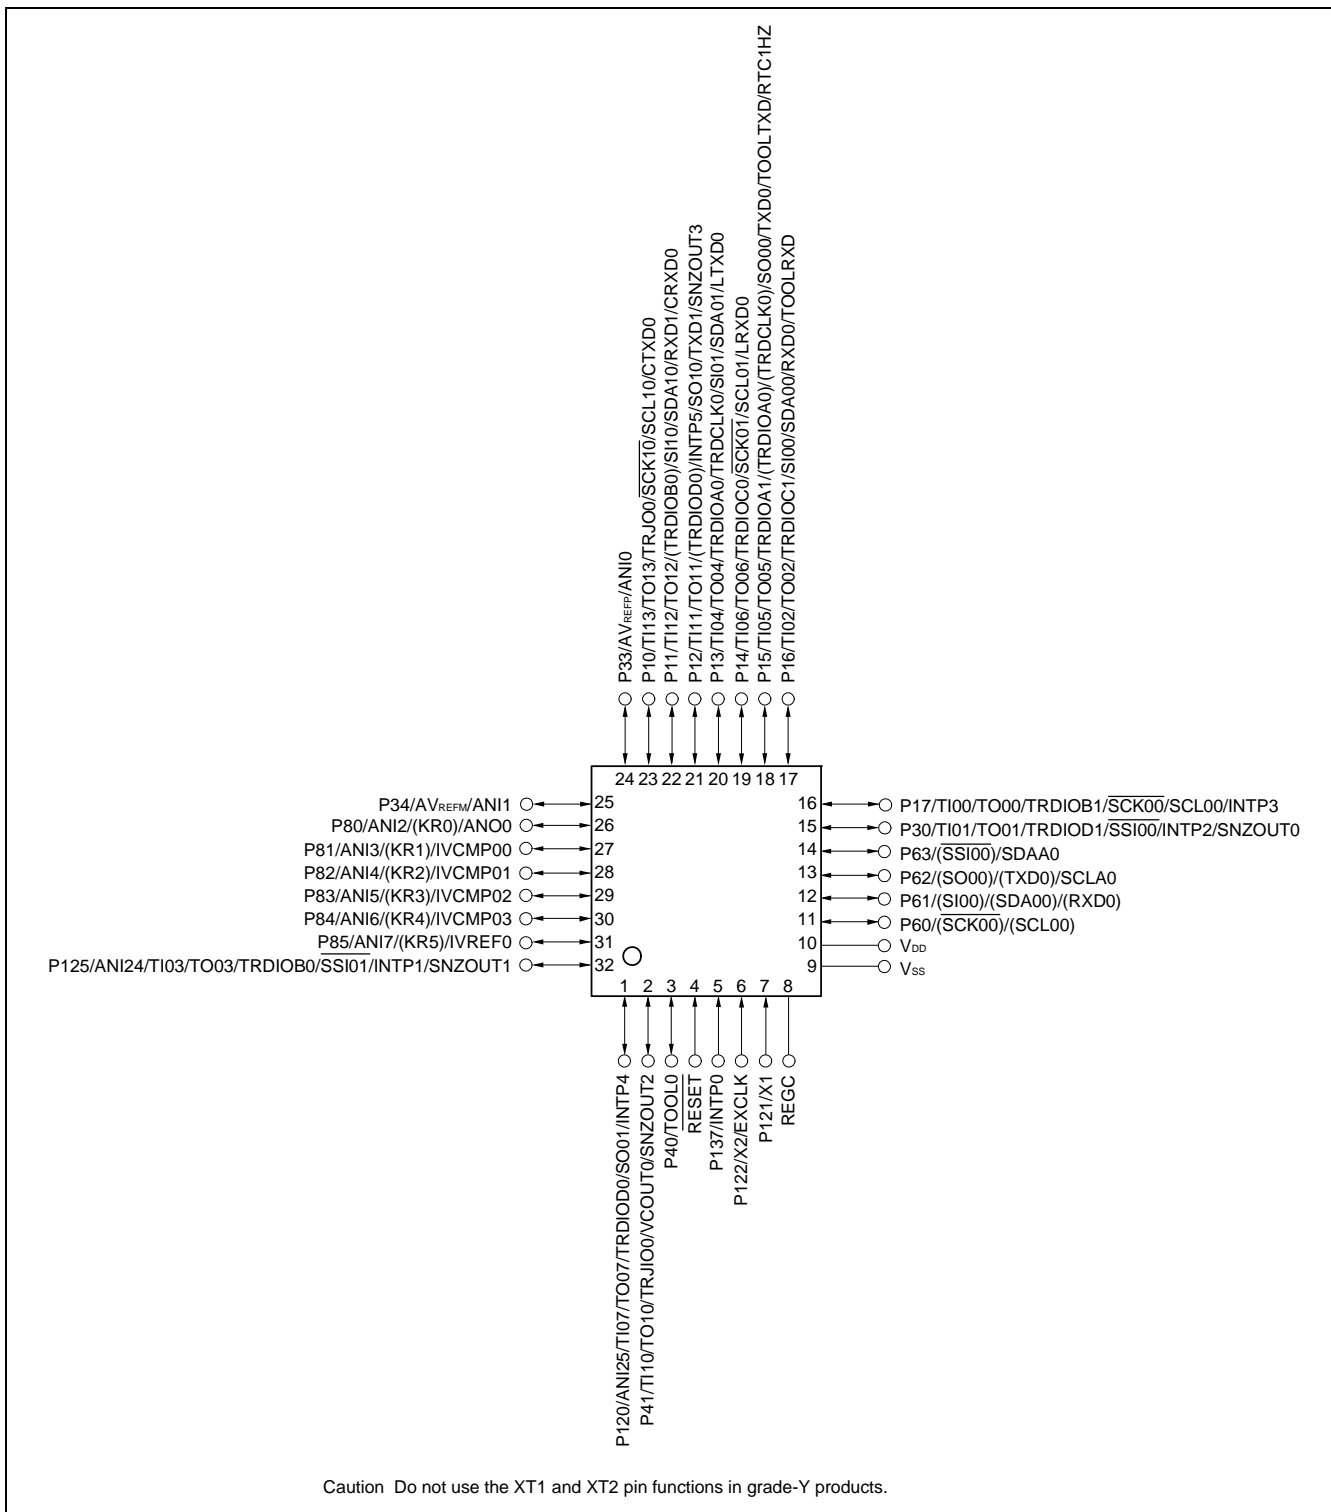 P33/AVREFP/ANI0
P10/TI13/TO13/TRJO0/SCK10/SCL10/CTXD0
P11/TI12/TO12/(TRDIOB0)/SI10/SDA10/RXD1/CRXD0
P12/TI11/TO11/(TRDIOD0)/INTP5/SO10/TXD1/SNZOUT3
P13/TI04/TO04/TRDIOA0/TRDCLK0/SI01/SDA01/LTXD0
P14/TI06/TO06/TRDIOC0/SCK01/SCL01/LRXD0
P15/TI05/TO05/TRDIOA1/(TRDIOA0)/(TRDCLK0)/SO00/TXD0/TOOLTXD/RTC1HZ
P16/TI02/TO02/TRDIOC1/SI00/SDA00/RXD0/TOOLRXD
24 23 22 21 20 19 18 17
P34/AVREFM/ANI1 25
P80/ANI2/(KR0)/ANO0 26
P81/ANI3/(KR1)/IVCMP00 27
P82/ANI4/(KR2)/IVCMP01 28
P83/ANI5/(KR3)/IVCMP02 29
P84/ANI6/(KR4)/IVCMP03 30
P85/ANI7/(KR5)/IVREF0 31
P125/ANI24/TI03/TO03/TRDIOB0/SSI01/INTP1/SNZOUT1 32
16 P17/TI00/TO00/TRDIOB1/SCK00/SCL00/INTP3
15 P30/TI01/TO01/TRDIOD1/SSI00/INTP2/SNZOUT0
14 P63/(SSI00)/SDAA0
13 P62/(SO00)/(TXD0)/SCLA0
12 P61/(SI00)/(SDA00)/(RXD0)
11 P60/(SCK00)/(SCL00)
10 VDD
9 VSS
1 2 3 4 5 6 7 8
P120/ANI25/TI07/TO07/TRDIOD0/SO01/INTP4
P41/TI10/TO10/TRJIO0/VCOUT0/SNZOUT2
P40/TOOL0
RESET
P137/INTP0
P122/X2/EXCLK
P121/X1
REGC
Caution Do not use the XT1 and XT2 pin functions in grade-Y products.